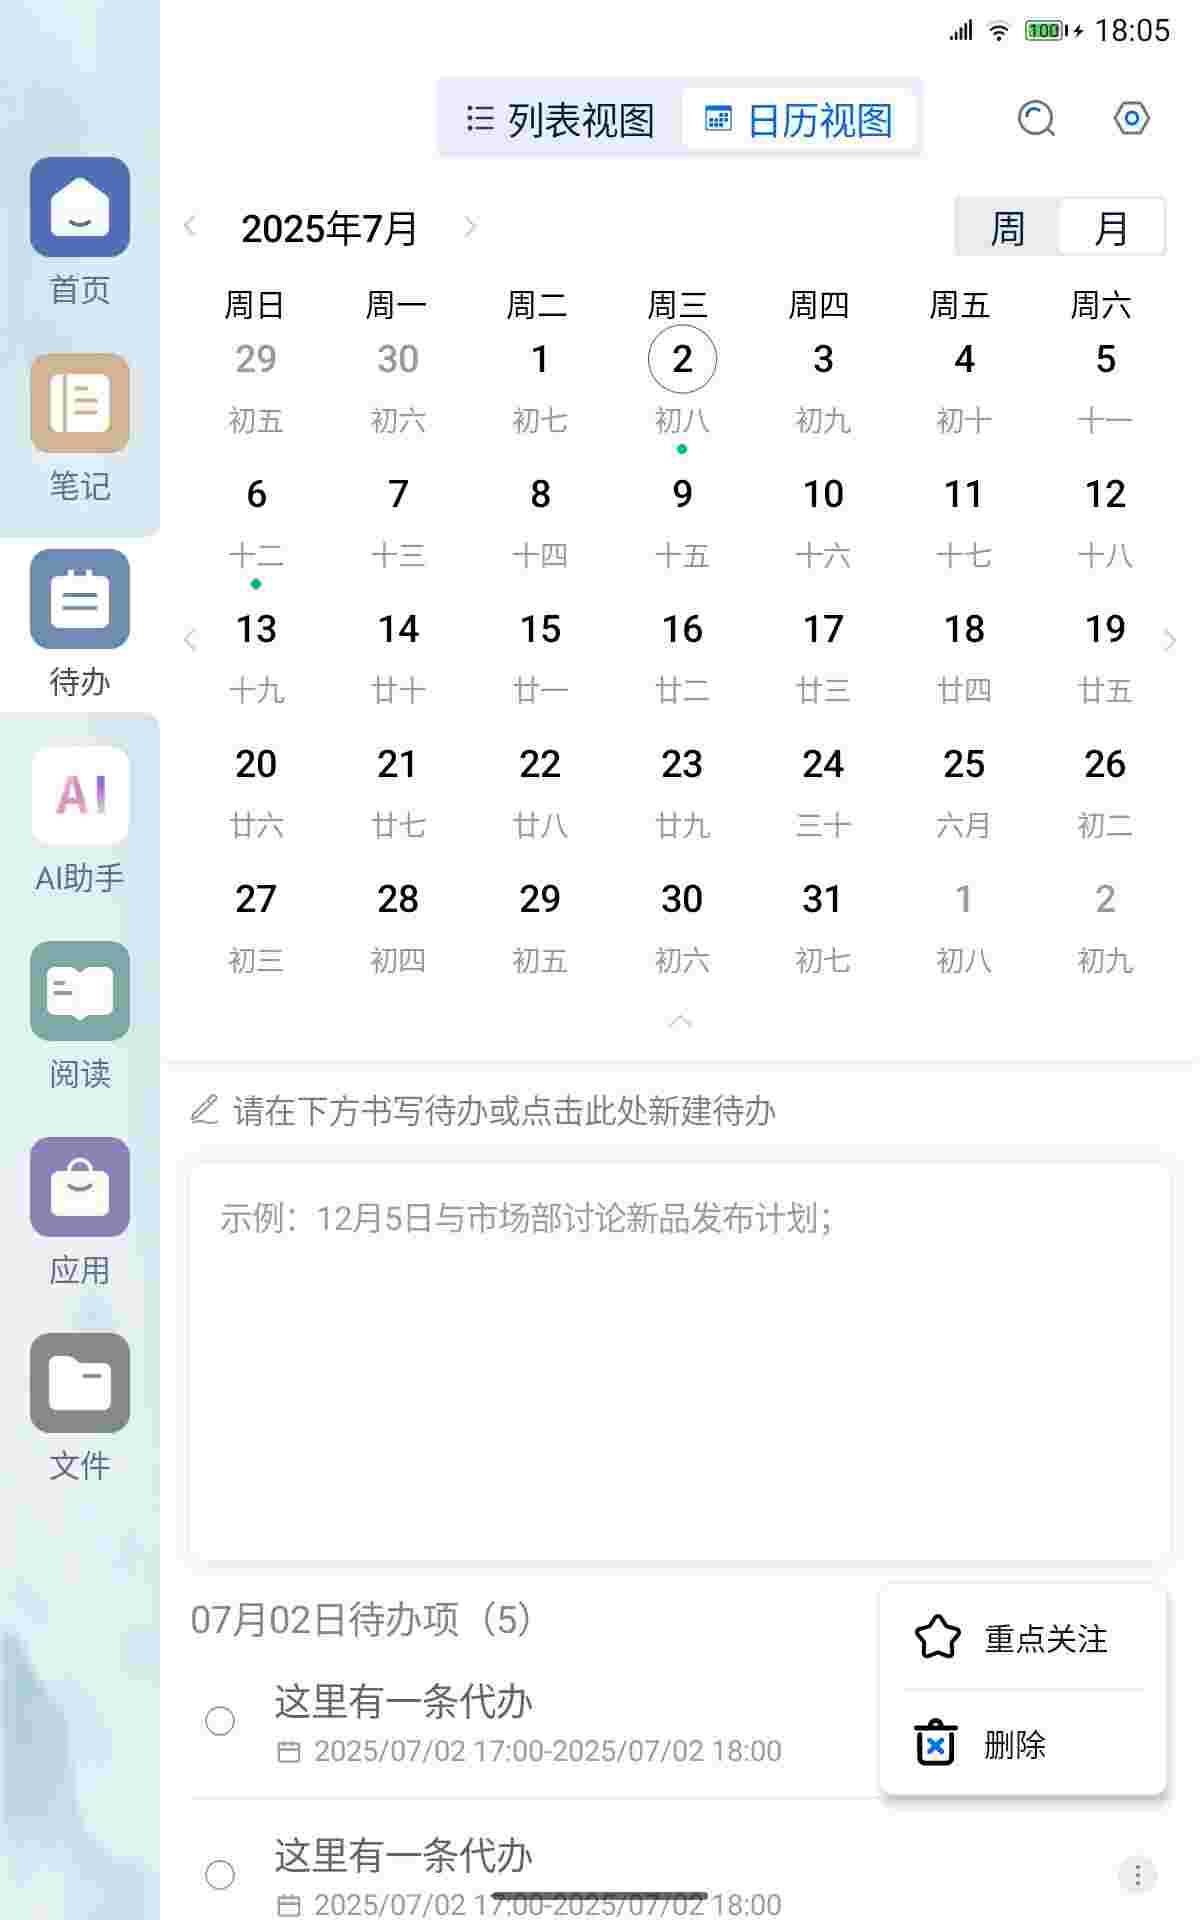 100 18:05
列表视图 日历视图
2025年7月 周 月
周日 周一 周二 周三 周四 周五 周六
29 30 1 2 3 4 5
初五 初六 初七 初八 初九 初十 十一
6 7 8 9 10 11 12
十二 十三 十四 十五 十六 十七 十八
13 14 15 16 17 18 19
十九 廿十 廿一 廿二 廿三 廿四 廿五
20 21 22 23 24 25 26
廿六 廿七 廿八 廿九 三十 六月 初二
27 28 29 30 31 1 2
初三 初四 初五 初六 初七 初八 初九
首页
笔记
待办
AI
AI助手
阅读
应用
文件
请在下方书写待办或点击此处新建待办
示例：12月5日与市场部讨论新品发布计划；
07月02日待办项（5）
重点关注
删除
这里有一条代办
2025/07/02 17:00-2025/07/02 18:00
这里有一条代办
2025/07/02 17:00-2025/07/02 18:00